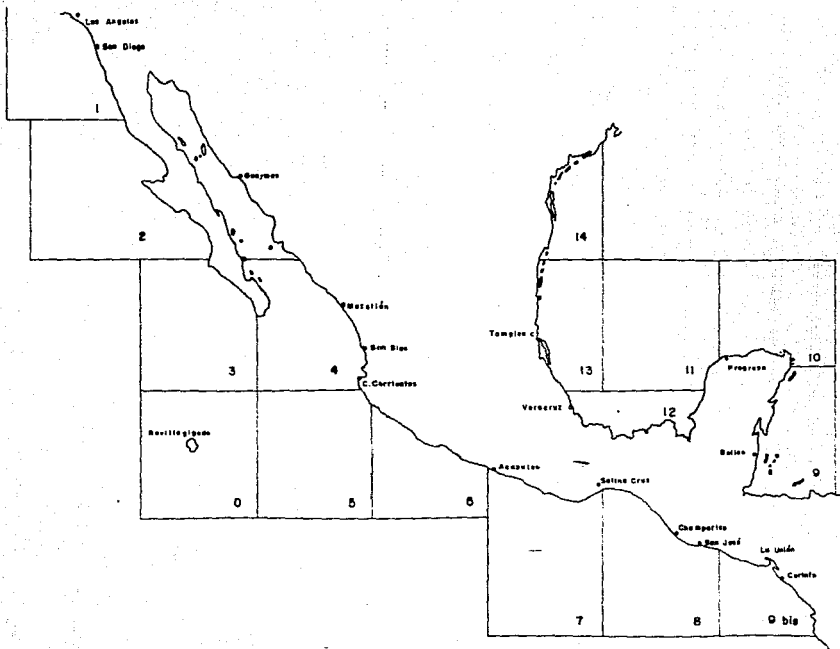 Los Angeles
San Diego
1
Guaymas
2
14
Mazatlán
Tampico
San Blas
Progreso
10
3
4
C. Corrientes
13
11
Veracruz
12
Revillagigedo
Belice
9
Acapulco
Salina Cruz
0
5
6
Champerico
San José
La Unión
Corinto
7
8
9 bis